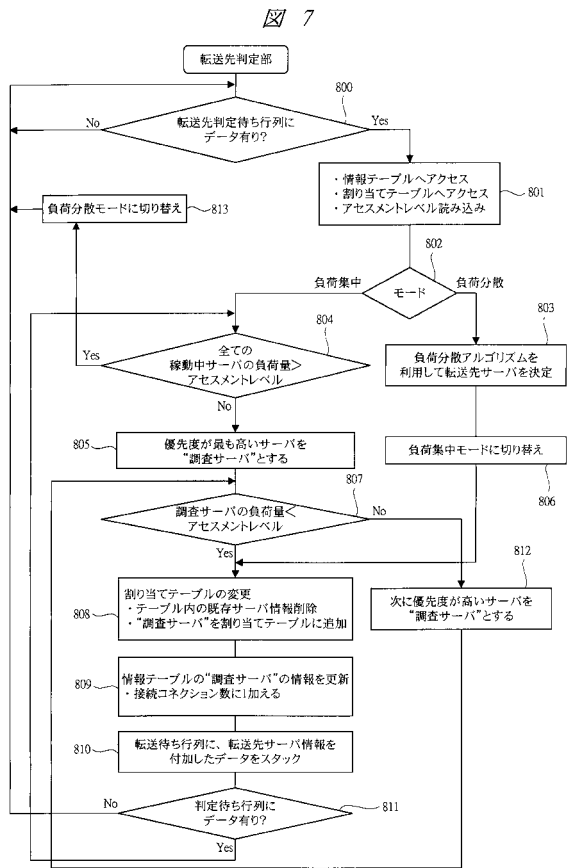 図 7
転送先判定部
800
転送先判定待ち行列に
データ有り?
No
Yes
・情報テーブルへアクセス
・割り当てテーブルへアクセス
・アセスメントレベル読み込み
801
負荷分散モードに切り替え
813
802
モード
負荷集中
負荷分散
803
804
全ての
稼動中サーバの負荷量>
アセスメントレベル
Yes
No
負荷分散アルゴリズムを
利用して転送先サーバを決定
805
優先度が最も高いサーバを
“調査サーバ”とする
負荷集中モードに切り替え
806
807
調査サーバの負荷量<
アセスメントレベル
No
Yes
812
808
割り当てテーブルの変更
・テーブル内の既存サーバ情報削除
・“調査サーバ”を割り当てテーブルに追加
次に優先度が高いサーバを
“調査サーバ”とする
809
情報テーブルの“調査サーバ”の情報を更新
・接続コネクション数に1加える
810
転送待ち行列に、転送先サーバ情報を
付加したデータをスタック
No
判定待ち行列に
データ有り?
811
Yes